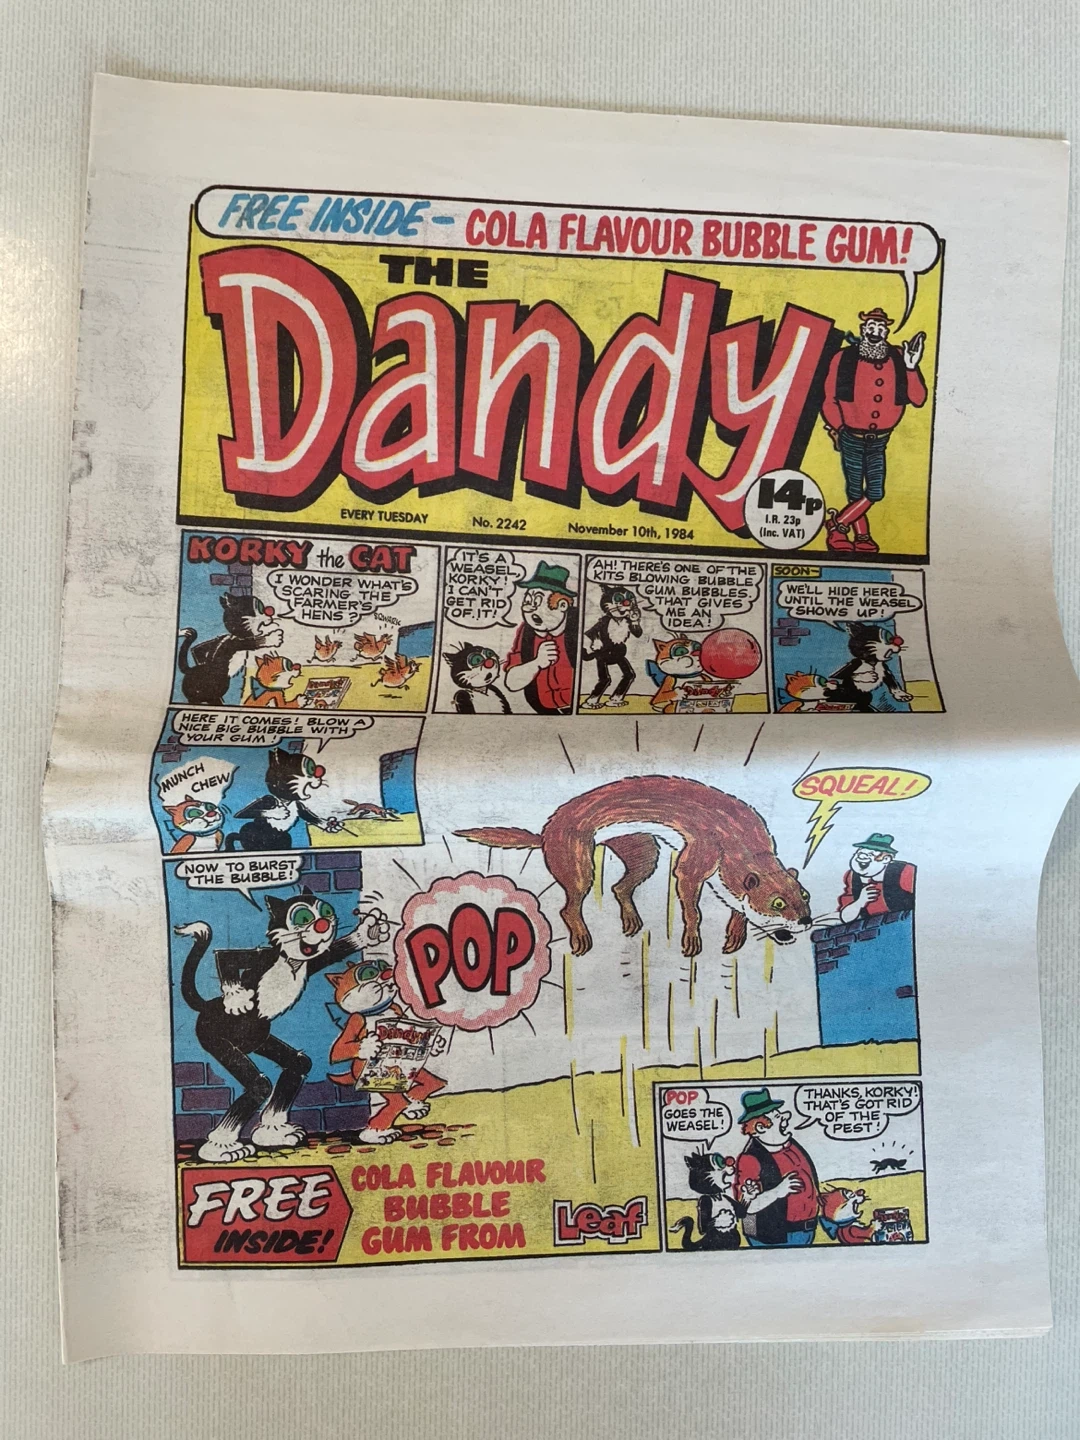 FREE INSIDE - COLA FLAVOUR BUBBLE GUM!
THE
Dandy
14p
I.R. 23p
(Inc. VAT)
EVERY TUESDAY No. 2242 November 10th, 1984
KORKY the CAT
I WONDER WHAT'S
SCARING THE
FARMER'S
HENS?
SQWARK
Dandy
IT'S A
WEASEL,
KORKY!
I CAN'T
GET RID
OF IT!
AH! THERE'S ONE OF THE
KITS BLOWING BUBBLE
GUM BUBBLES.
THAT GIVES
ME AN
IDEA!
Dandy
SOON—
WE'LL HIDE HERE
UNTIL THE WEASEL
SHOWS UP!
HERE IT COMES! BLOW A
NICE BIG BUBBLE WITH
YOUR GUM!
MUNCH
CHEW
NOW TO BURST
THE BUBBLE!
POP
Dandy
SQUEAL!
POP
GOES THE
WEASEL!
THANKS, KORKY!
THAT'S GOT RID
OF THE
PEST!
FREE
INSIDE!
COLA FLAVOUR
BUBBLE
GUM FROM
Leaf